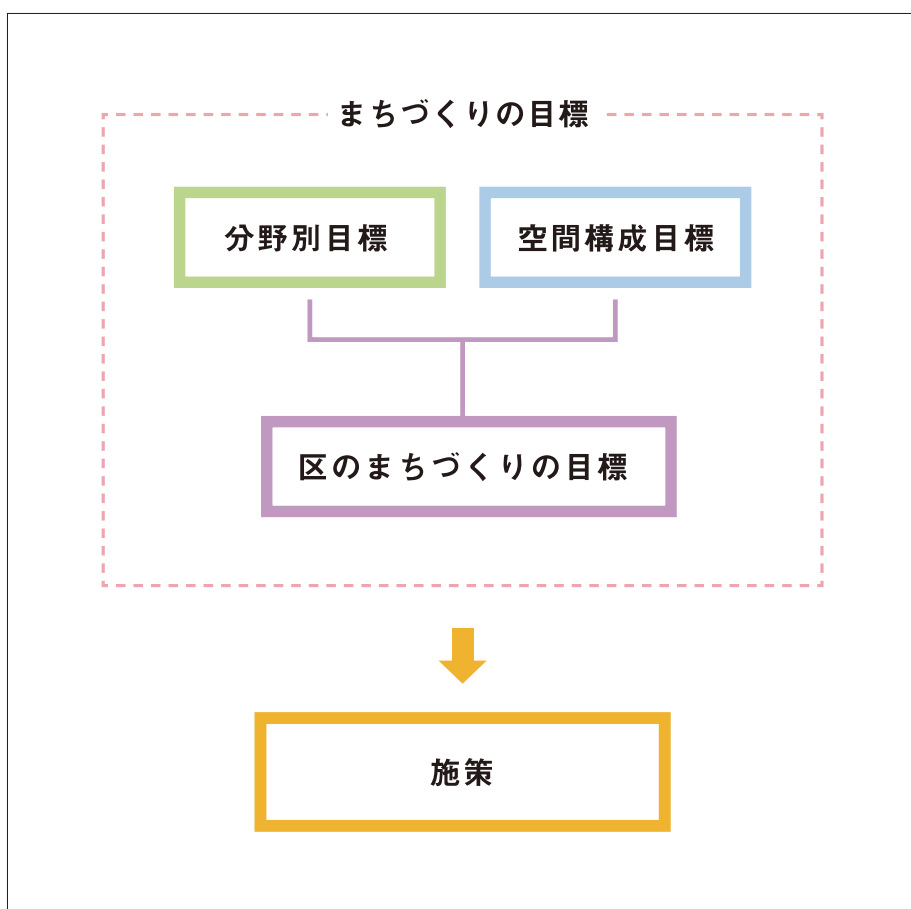 まちづくりの目標
分野別目標
空間構成目標
区のまちづくりの目標
施策